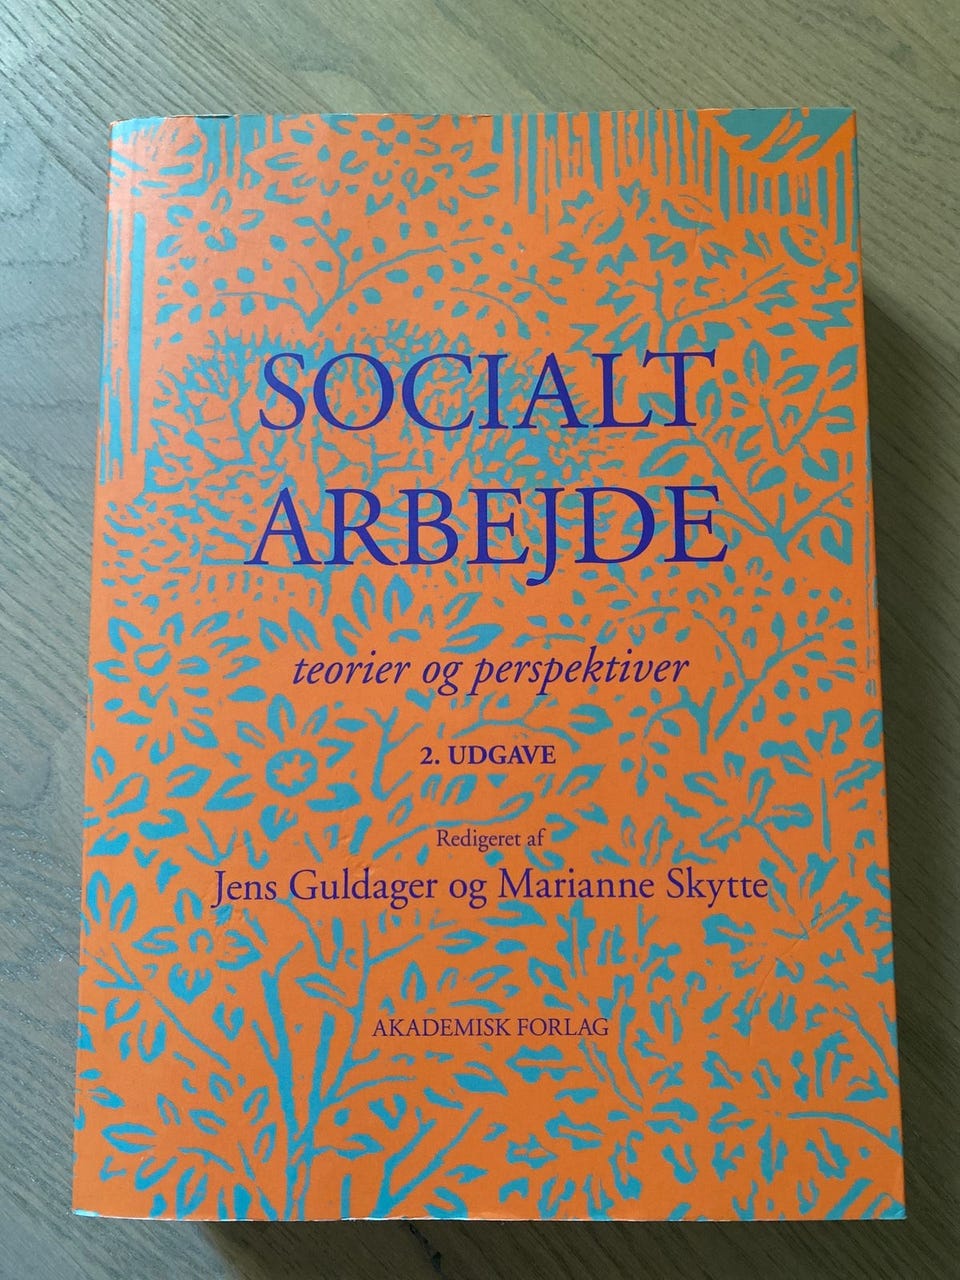 SOCIALT
ARBEJDE
teorier og perspektiver
2. UDGAVE
Redigeret af
Jens Guldager og Marianne Skytte
AKADEMISK FORLAG